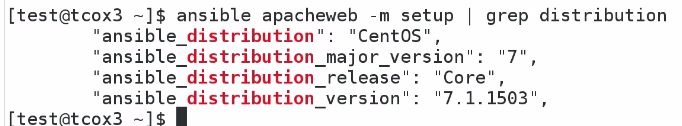 [test@tcox3 ~]$ ansible apacheweb -m setup | grep distribution
"ansible_distribution": "CentOS",
"ansible_distribution_major_version": "7",
"ansible_distribution_release": "Core",
"ansible_distribution_version": "7.1.1503",
[test@tcox3 ~]$